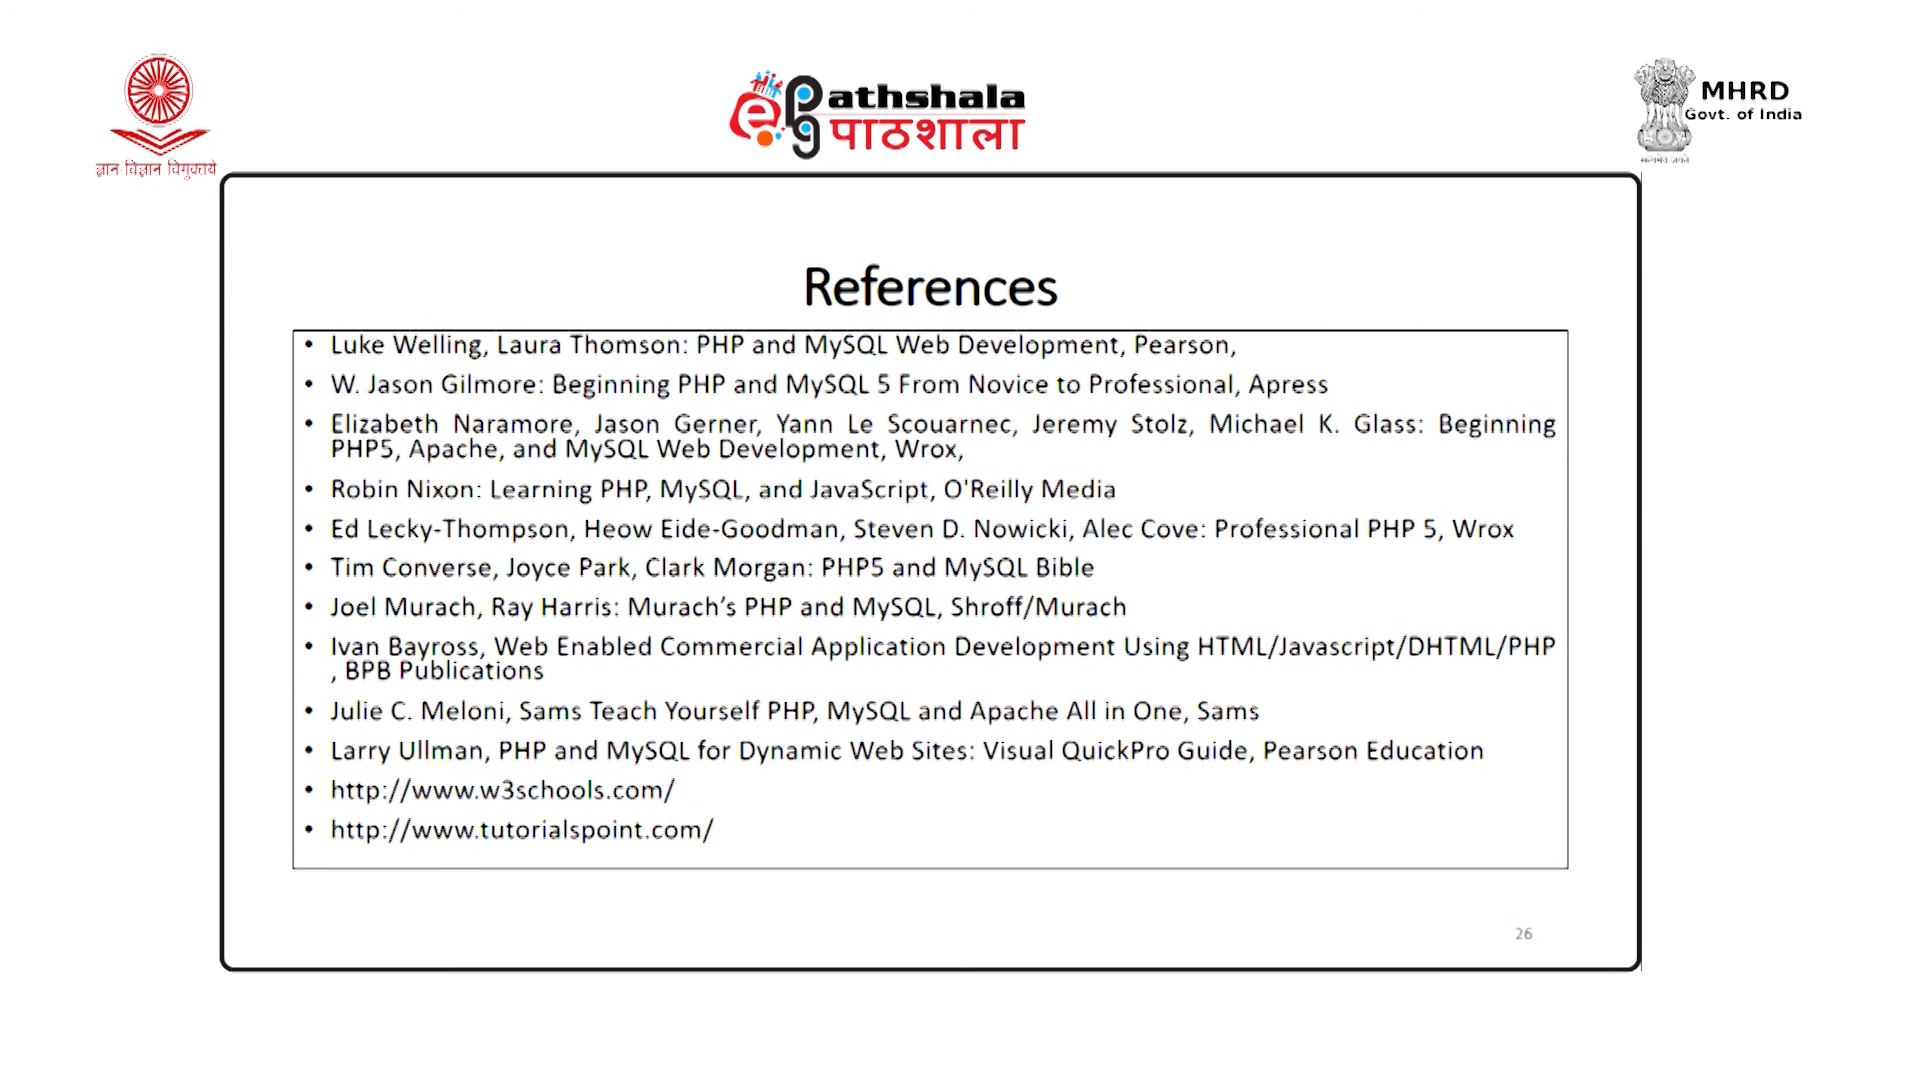 ज्ञान-विज्ञान विमुक्तये
e pg Pathshala
पाठशाला
MHRD
Govt. of India
सत्यमेव जयते
References
• Luke Welling, Laura Thomson: PHP and MySQL Web Development, Pearson,
• W. Jason Gilmore: Beginning PHP and MySQL 5 From Novice to Professional, Apress
• Elizabeth Naramore, Jason Gerner, Yann Le Scouarnec, Jeremy Stolz, Michael K. Glass: Beginning
PHP5, Apache, and MySQL Web Development, Wrox,
• Robin Nixon: Learning PHP, MySQL, and JavaScript, O'Reilly Media
• Ed Lecky-Thompson, Heow Eide-Goodman, Steven D. Nowicki, Alec Cove: Professional PHP 5, Wrox
• Tim Converse, Joyce Park, Clark Morgan: PHP5 and MySQL Bible
• Joel Murach, Ray Harris: Murach’s PHP and MySQL, Shroff/Murach
• Ivan Bayross, Web Enabled Commercial Application Development Using HTML/Javascript/DHTML/PHP
, BPB Publications
• Julie C. Meloni, Sams Teach Yourself PHP, MySQL and Apache All in One, Sams
• Larry Ullman, PHP and MySQL for Dynamic Web Sites: Visual QuickPro Guide, Pearson Education
• http://www.w3schools.com/
• http://www.tutorialspoint.com/
26